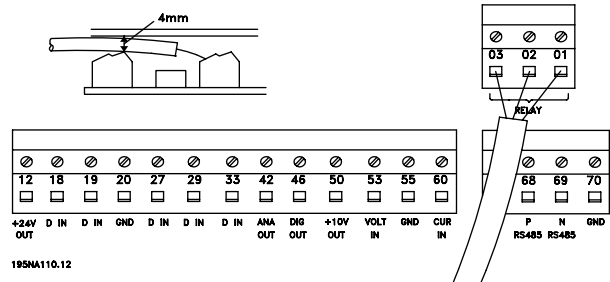 4mm
03 02 01
RELAY
12 18 19 20 27 29 33 42 46 50 53 55 60
+24V OUT D IN D IN GND D IN D IN D IN ANA OUT DIG OUT +10V OUT VOLT IN GND CUR IN
68 69 70
P RS485 N RS485 GND
195NA110.12